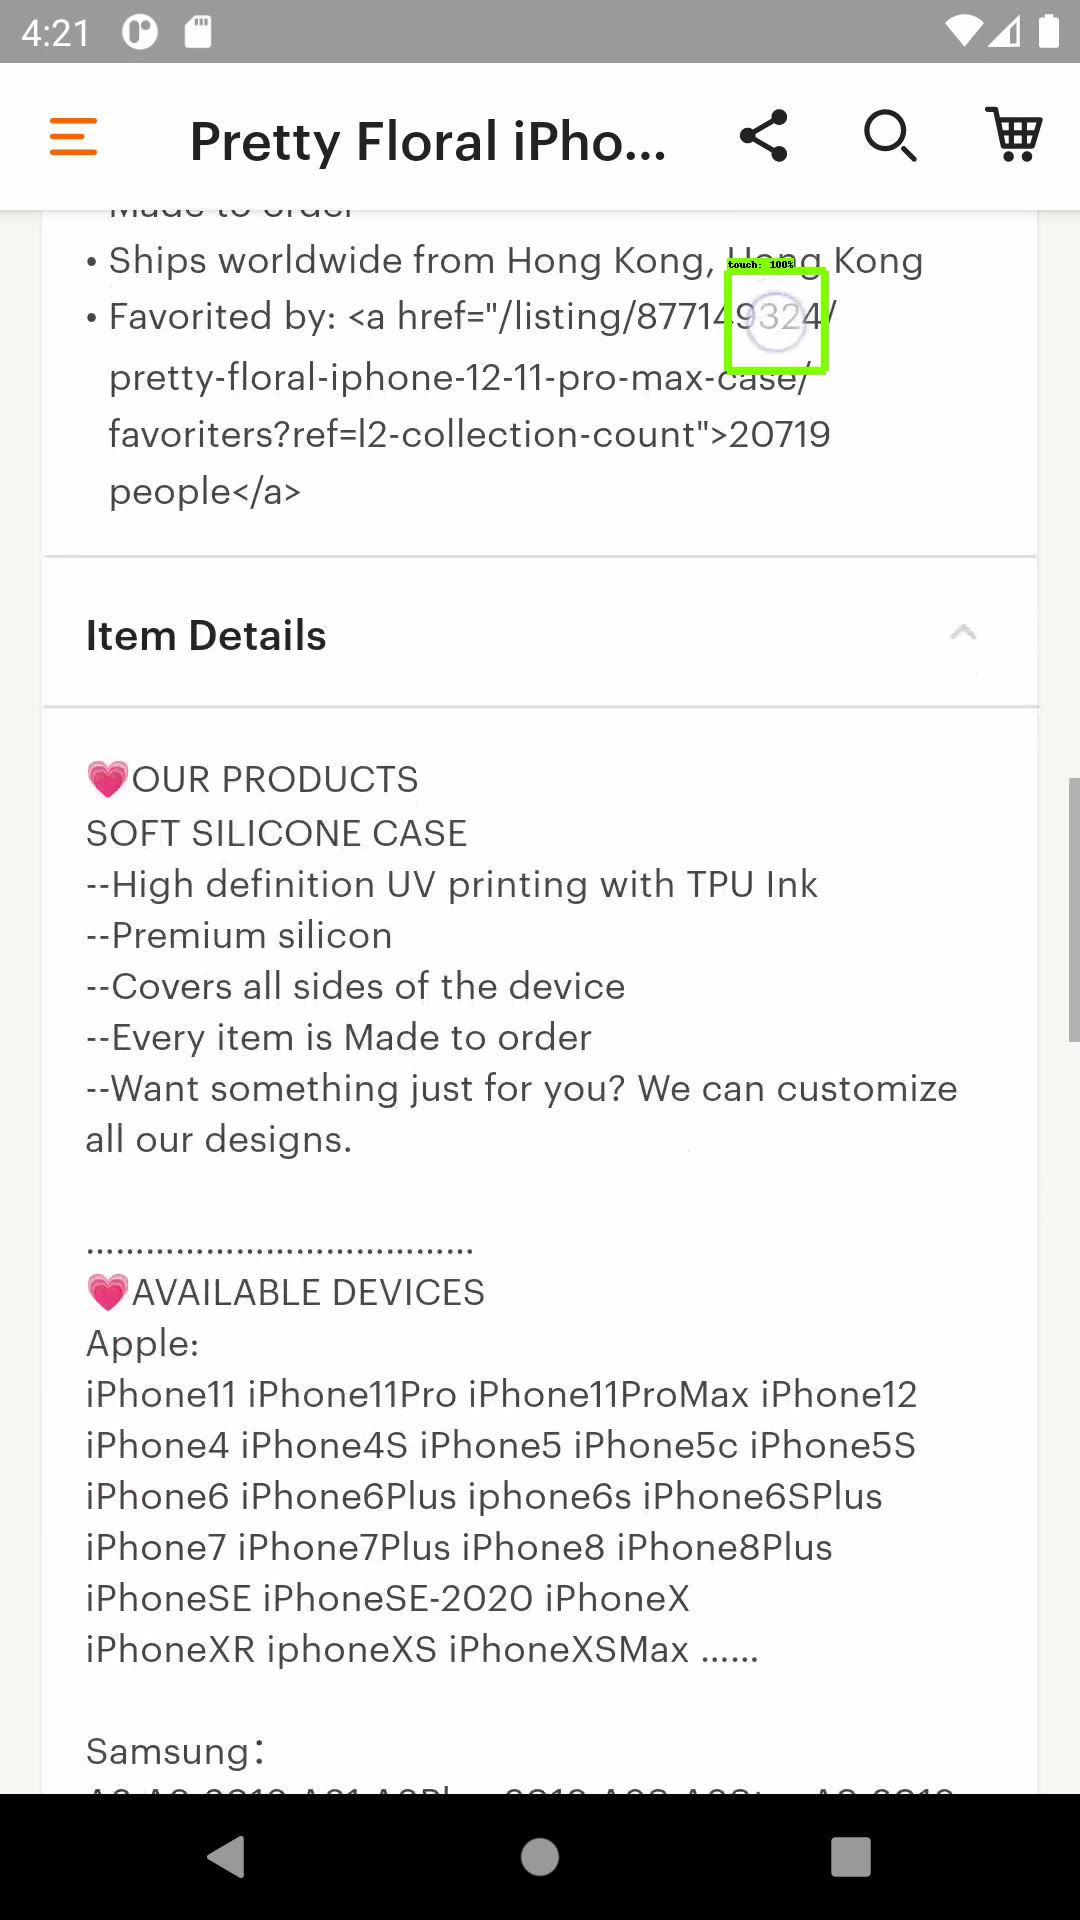 4:21
Pretty Floral iPho...
Made to order
• Ships worldwide from Hong Kong, Hong Kong
touch: 100%
• Favorited by: <a href="/listing/877149324/
pretty-floral-iphone-12-11-pro-max-case/
favoriters?ref=l2-collection-count">20719
people</a>
Item Details
💗OUR PRODUCTS
SOFT SILICONE CASE
--High definition UV printing with TPU Ink
--Premium silicon
--Covers all sides of the device
--Every item is Made to order
--Want something just for you? We can customize
all our designs.
.......................................
💗AVAILABLE DEVICES
Apple:
iPhone11 iPhone11Pro iPhone11ProMax iPhone12
iPhone4 iPhone4S iPhone5 iPhone5c iPhone5S
iPhone6 iPhone6Plus iphone6s iPhone6SPlus
iPhone7 iPhone7Plus iPhone8 iPhone8Plus
iPhoneSE iPhoneSE-2020 iPhoneX
iPhoneXR iphoneXS iPhoneXSMax ......
Samsung：